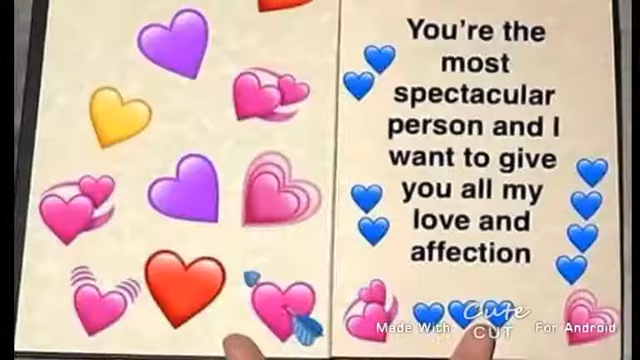 You're the
most
spectacular
person and I
want to give
you all my
love and
affection
Made With Cute CUT For Android